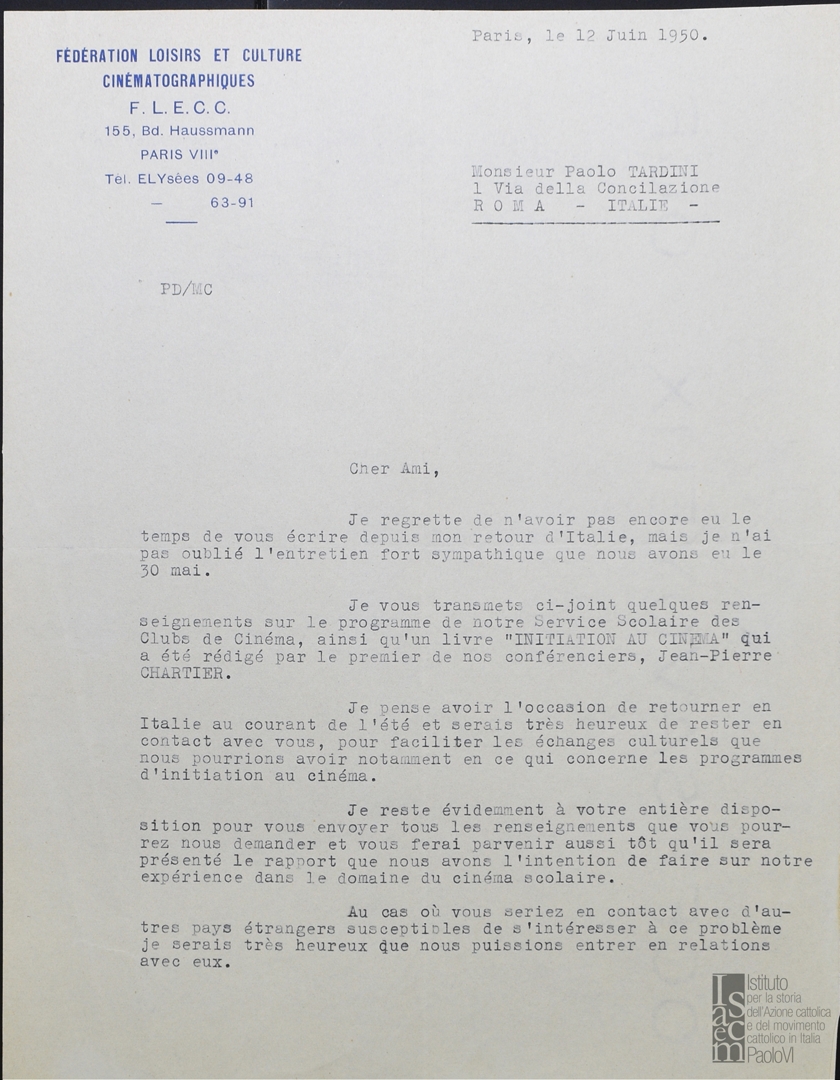 Paris, le 12 Juin 1950.
FÉDÉRATION LOISIRS ET CULTURE
CINÉMATOGRAPHIQUES
F. L. E. C. C.
155, Bd. Haussmann
PARIS VIIIe
Tél. ELYsées 09-48
— 63-91
Monsieur Paolo TARDINI
1 Via della Concilazione
R O M A - ITALIE -
PD/MC
Cher Ami,
Je regrette de n'avoir pas encore eu le
temps de vous écrire depuis mon retour d'Italie, mais je n'ai
pas oublié l'entretien fort sympathique que nous avons eu le
30 mai.
Je vous transmets ci-joint quelques ren-
seignements sur le programme de notre Service Scolaire des
Clubs de Cinéma, ainsi qu'un livre "INITIATION AU CINEMA" qui
a été rédigé par le premier de nos conférenciers, Jean-Pierre
CHARTIER.
Je pense avoir l'occasion de retourner en
Italie au courant de l'été et serais très heureux de rester en
contact avec vous, pour faciliter les échanges culturels que
nous pourrions avoir notamment en ce qui concerne les programmes
d'initiation au cinéma.
Je reste évidemment à votre entière dispo-
sition pour vous envoyer tous les renseignements que vous pour-
rez nous demander et vous ferai parvenir aussi tôt qu'il sera
présenté le rapport que nous avons l'intention de faire sur notre
expérience dans le domaine du cinéma scolaire.
Au cas où vous seriez en contact avec d'au-
tres pays étrangers susceptibles de s'intéresser à ce problème
je serais très heureux que nous puissions entrer en relations
avec eux.
Isacem
Istituto
per la storia
dell'Azione cattolica
e del movimento
cattolico in Italia
PaoloVI